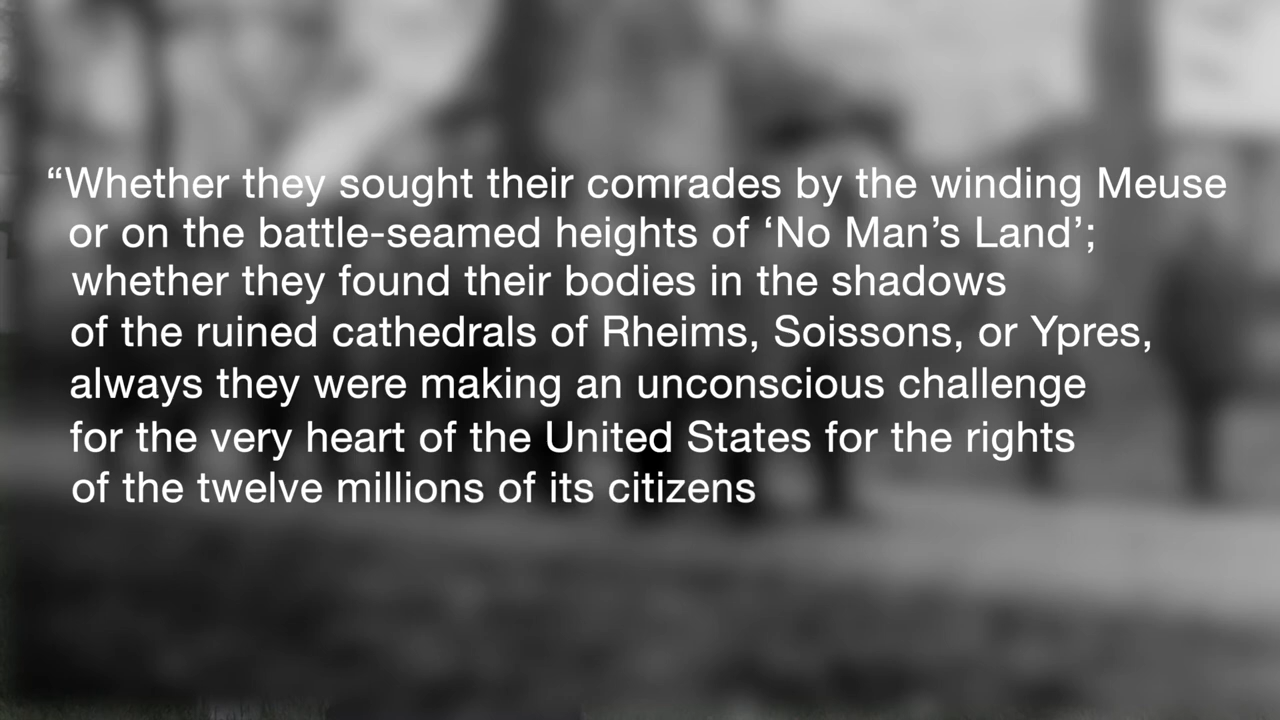 “Whether they sought their comrades by the winding Meuse
or on the battle-seamed heights of ‘No Man’s Land’;
whether they found their bodies in the shadows
of the ruined cathedrals of Rheims, Soissons, or Ypres,
always they were making an unconscious challenge
for the very heart of the United States for the rights
of the twelve millions of its citizens